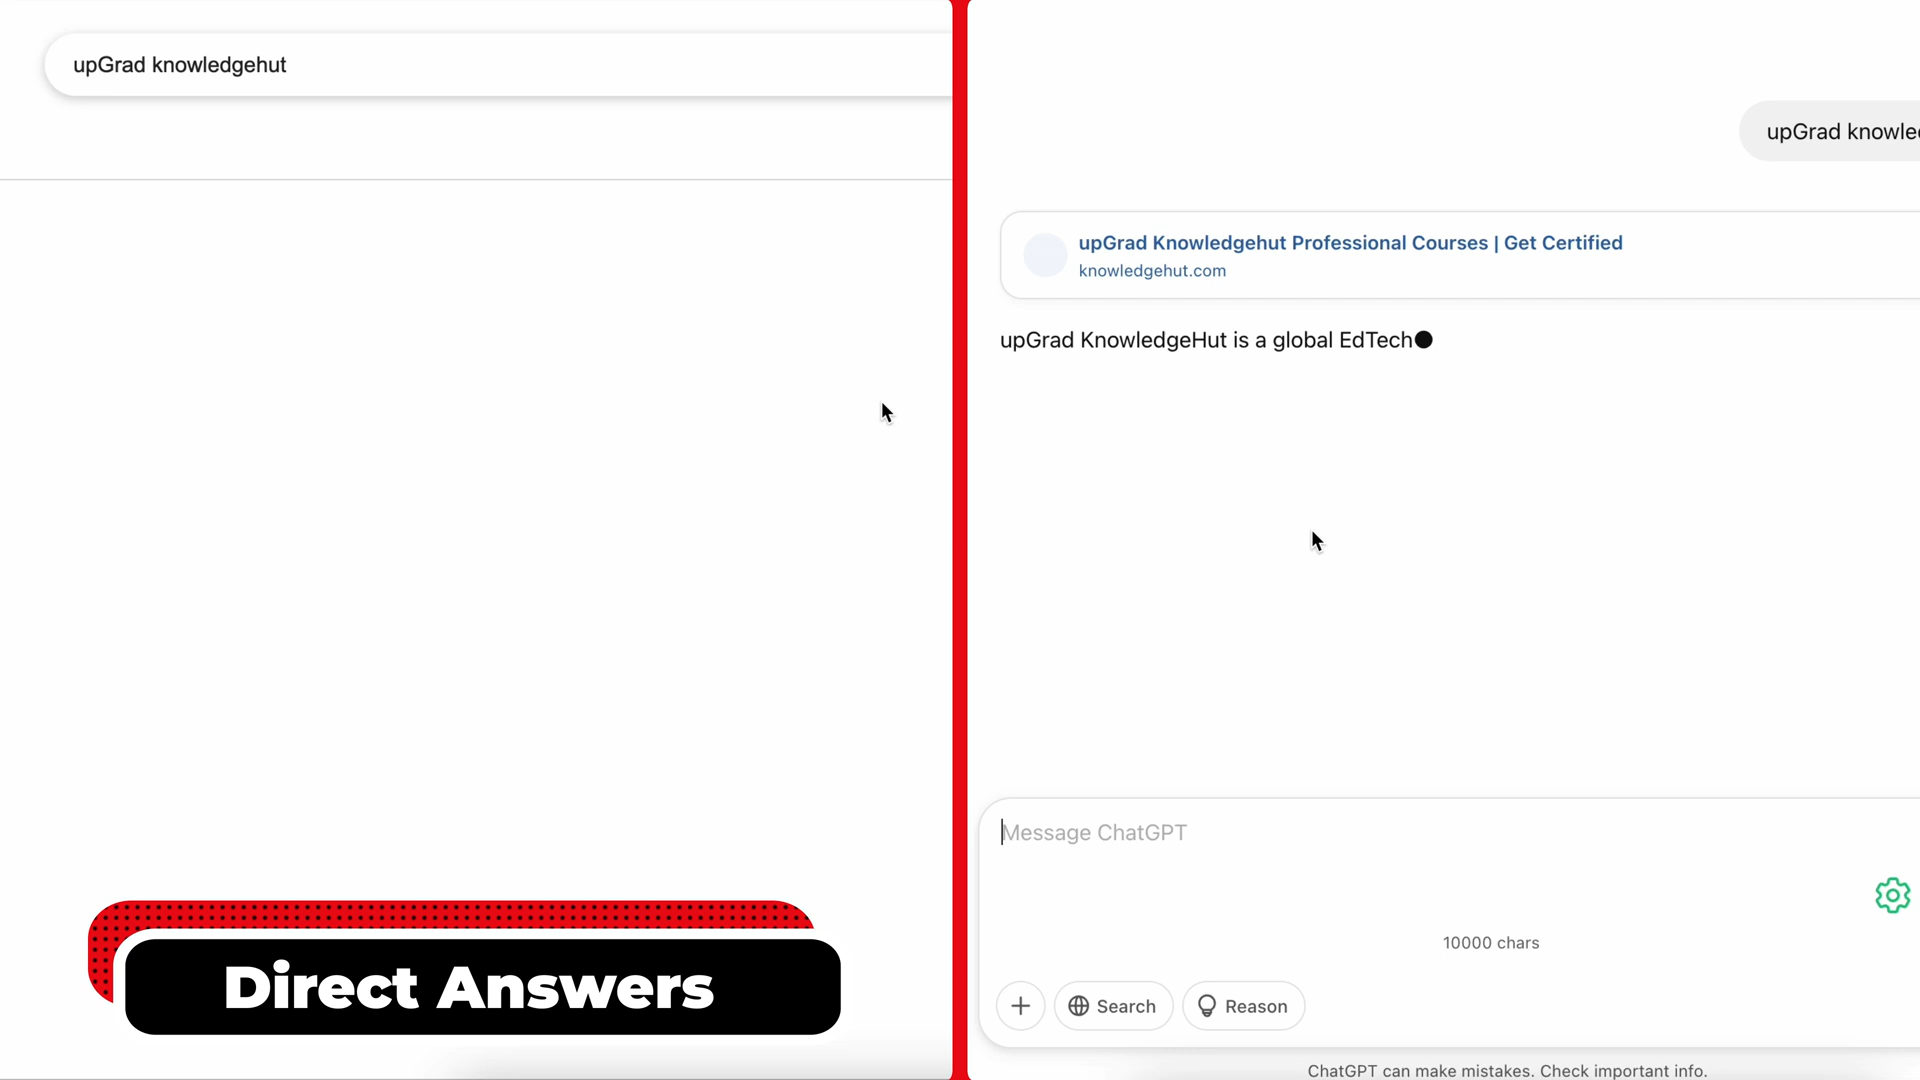 upGrad knowledgehut
Direct Answers
upGrad knowle
upGrad Knowledgehut Professional Courses | Get Certified
knowledgehut.com
upGrad KnowledgeHut is a global EdTech
Message ChatGPT
10000 chars
Search
Reason
ChatGPT can make mistakes. Check important info.